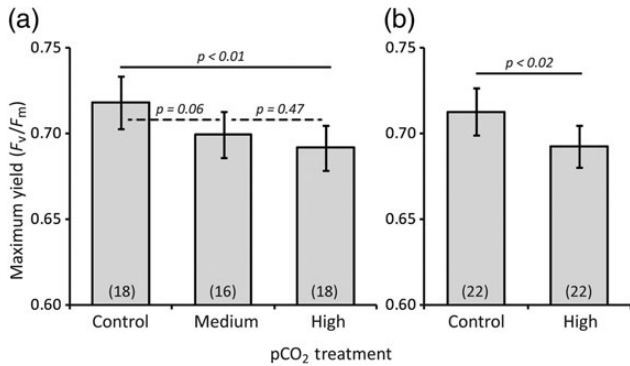 (a)
(b)
Maximum yield (Fᵥ/Fₘ)
0.75
0.70
0.65
0.60
p < 0.01
p = 0.06
p = 0.47
(18)
(16)
(18)
Control
Medium
High
0.75
0.70
0.65
0.60
p < 0.02
(22)
(22)
Control
High
pCO₂ treatment